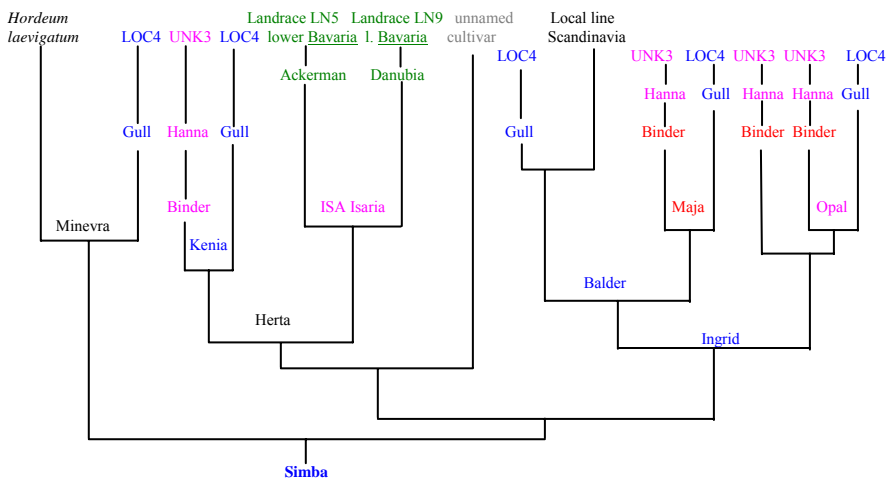 Hordeum
laevigatum
LOC4 UNK3 LOC4
Landrace LN5
lower Bavaria
Landrace LN9
l. Bavaria
unnamed
cultivar
Local line
Scandinavia
LOC4
UNK3 LOC4 UNK3 UNK3 LOC4
Ackerman Danubia
Hanna Gull Hanna Hanna Gull
Gull Hanna Gull Gull Binder Binder Binder
Binder ISA Isaria Maja Opal
Minevra
Kenia
Balder
Herta
Ingrid
Simba